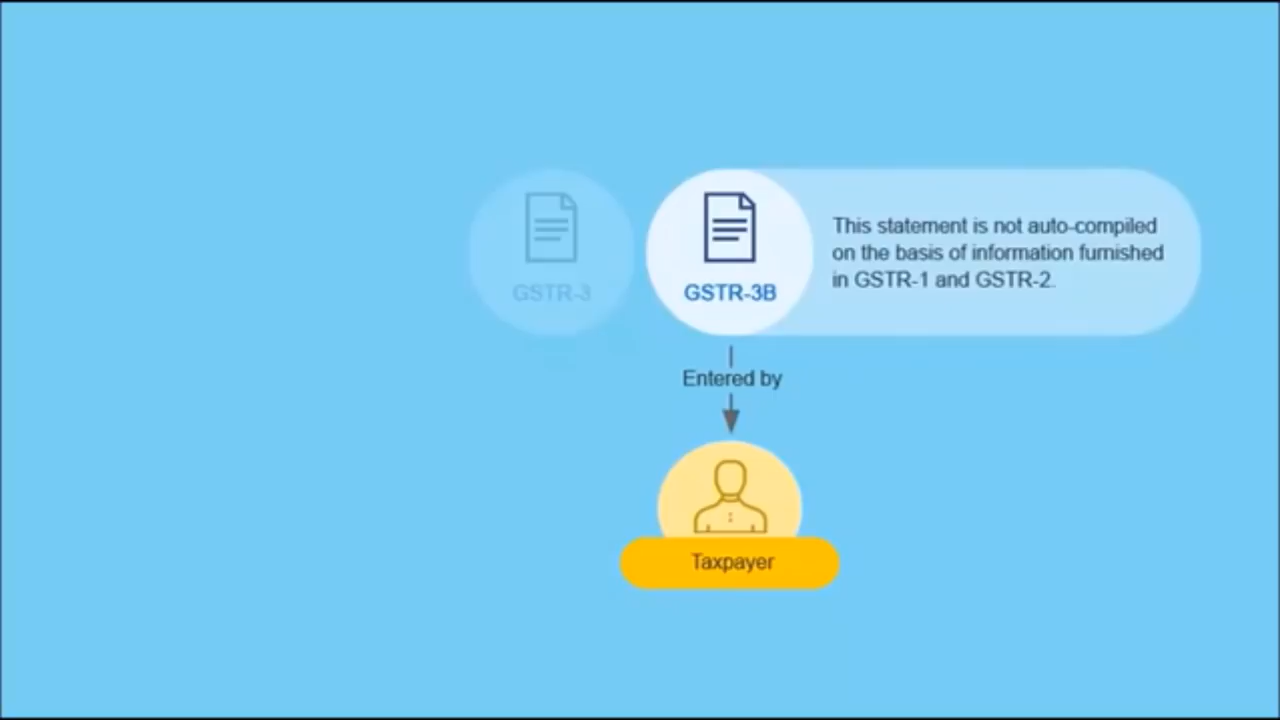 GSTR-3
GSTR-3B
This statement is not auto-compiled
on the basis of information furnished
in GSTR-1 and GSTR-2.
Entered by
Taxpayer